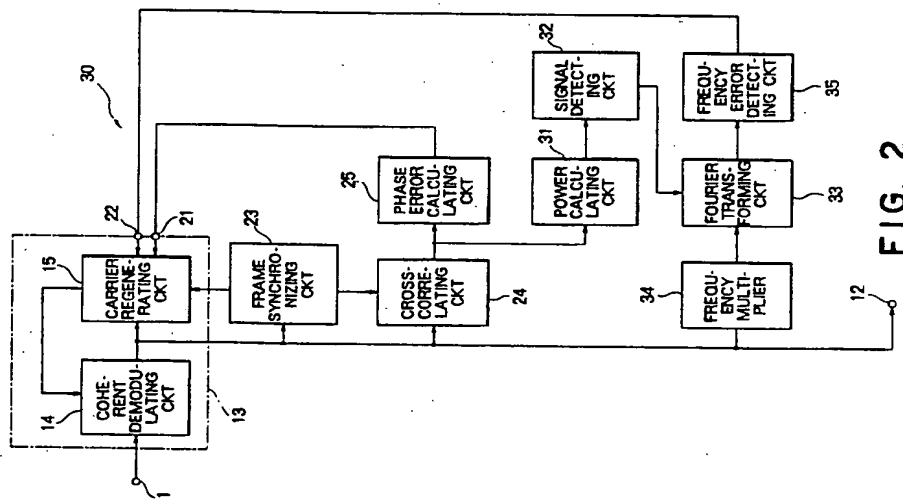 30
22
21
15
CARRIER
REGENE-
RATING
CKT
14
COHE-
RENT
DEMODU-
LATING
CKT
13
1
23
FRAME
SYNCHRO-
NIZING
CKT
25
PHASE
ERROR
CALCU-
LATING
CKT
CROSS-
CORRE-
LATING
CKT
24
32
SIGNAL
DETECT-
ING
CKT
31
POWER
CALCU-
LATING
CKT
FREQU-
ENCY
ERROR
DETECT-
ING CKT
35
FOURIER
TRANS-
FORMING
CKT
33
34
FREQU-
ENCY
MULTI-
PLIER
12
FIG. 2